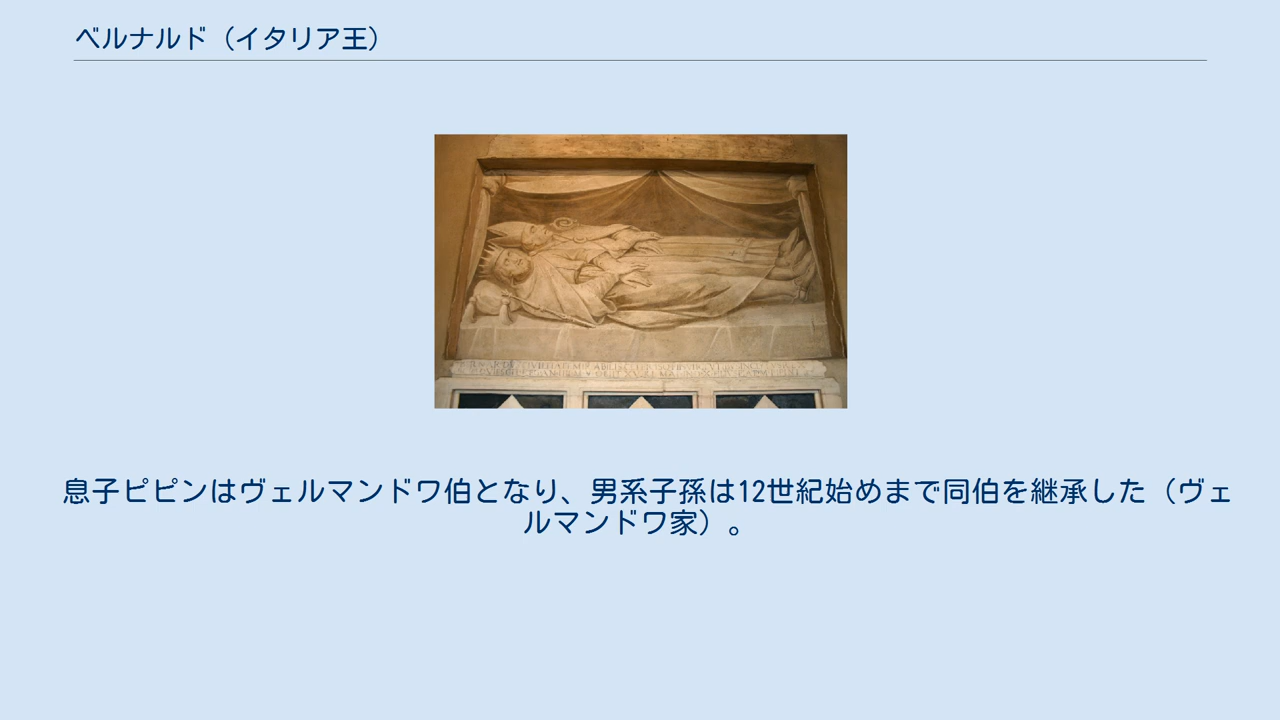 ベルナルド（イタリア王）
息子ピピンはヴェルマンドワ伯となり、男系子孫は12世紀始めまで同伯を継承した（ヴェ
ルマンドワ家）。